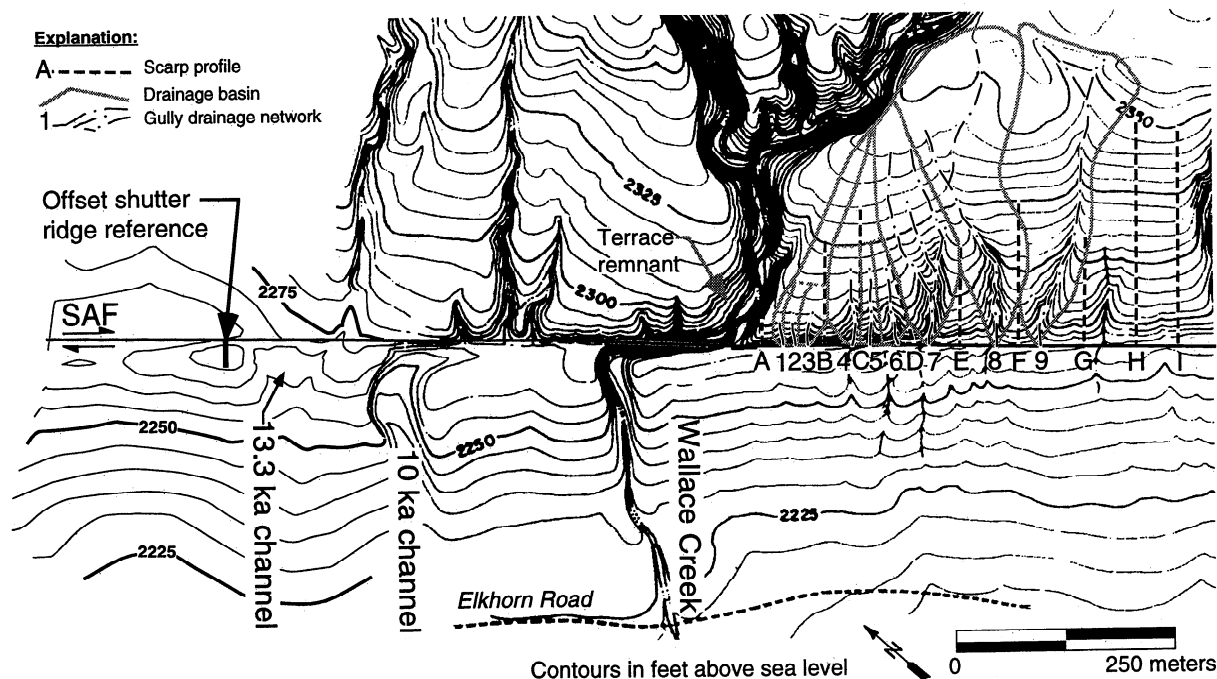 Explanation:
A Scarp profile
Drainage basin
1 Gully drainage network
2350
Offset shutter
ridge reference
2325
Terrace
remnant
2275
2300
SAF
A 1 2 3 B 4 C 5 6 D 7 E 8 F 9 G H I
2250
2250
13.3 ka channel
10 ka channel
Wallace Creek
2225
2225
Elkhorn Road
N
Contours in feet above sea level
0 250 meters